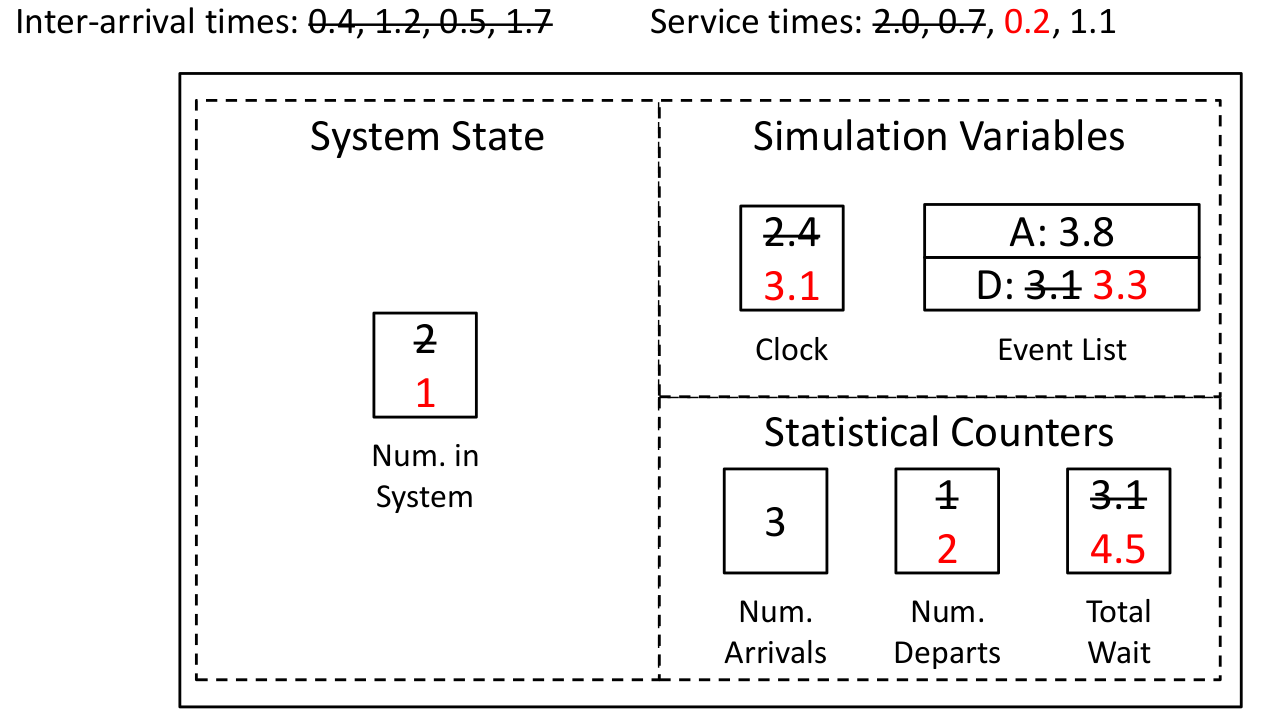 Inter-arrival times: 0.4, 1.2, 0.5, 1.7
Service times: 2.0, 0.7, 0.2, 1.1
System State
2
1
Num. in
System
Simulation Variables
2.4
3.1
Clock
A: 3.8
D: 3.1 3.3
Event List
Statistical Counters
3
Num.
Arrivals
1
2
Num.
Departs
3.1
4.5
Total
Wait